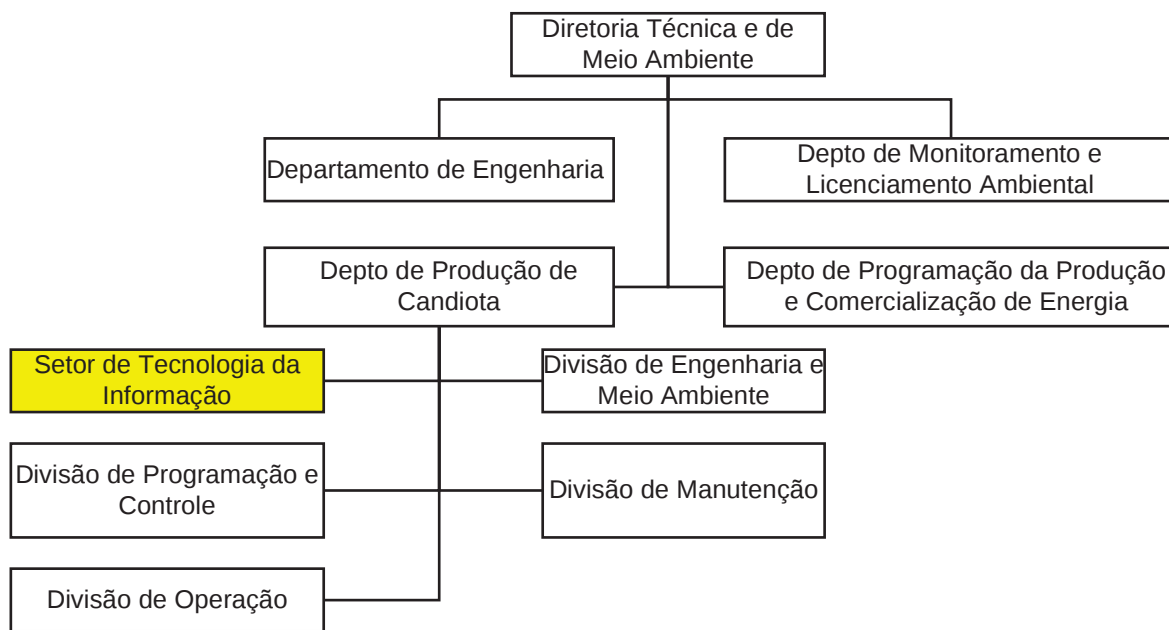 Diretoria Técnica e de
Meio Ambiente
Departamento de Engenharia
Depto de Monitoramento e
Licenciamento Ambiental
Depto de Produção de
Candiota
Depto de Programação da Produção
e Comercialização de Energia
Setor de Tecnologia da
Informação
Divisão de Engenharia e
Meio Ambiente
Divisão de Programação e
Controle
Divisão de Manutenção
Divisão de Operação